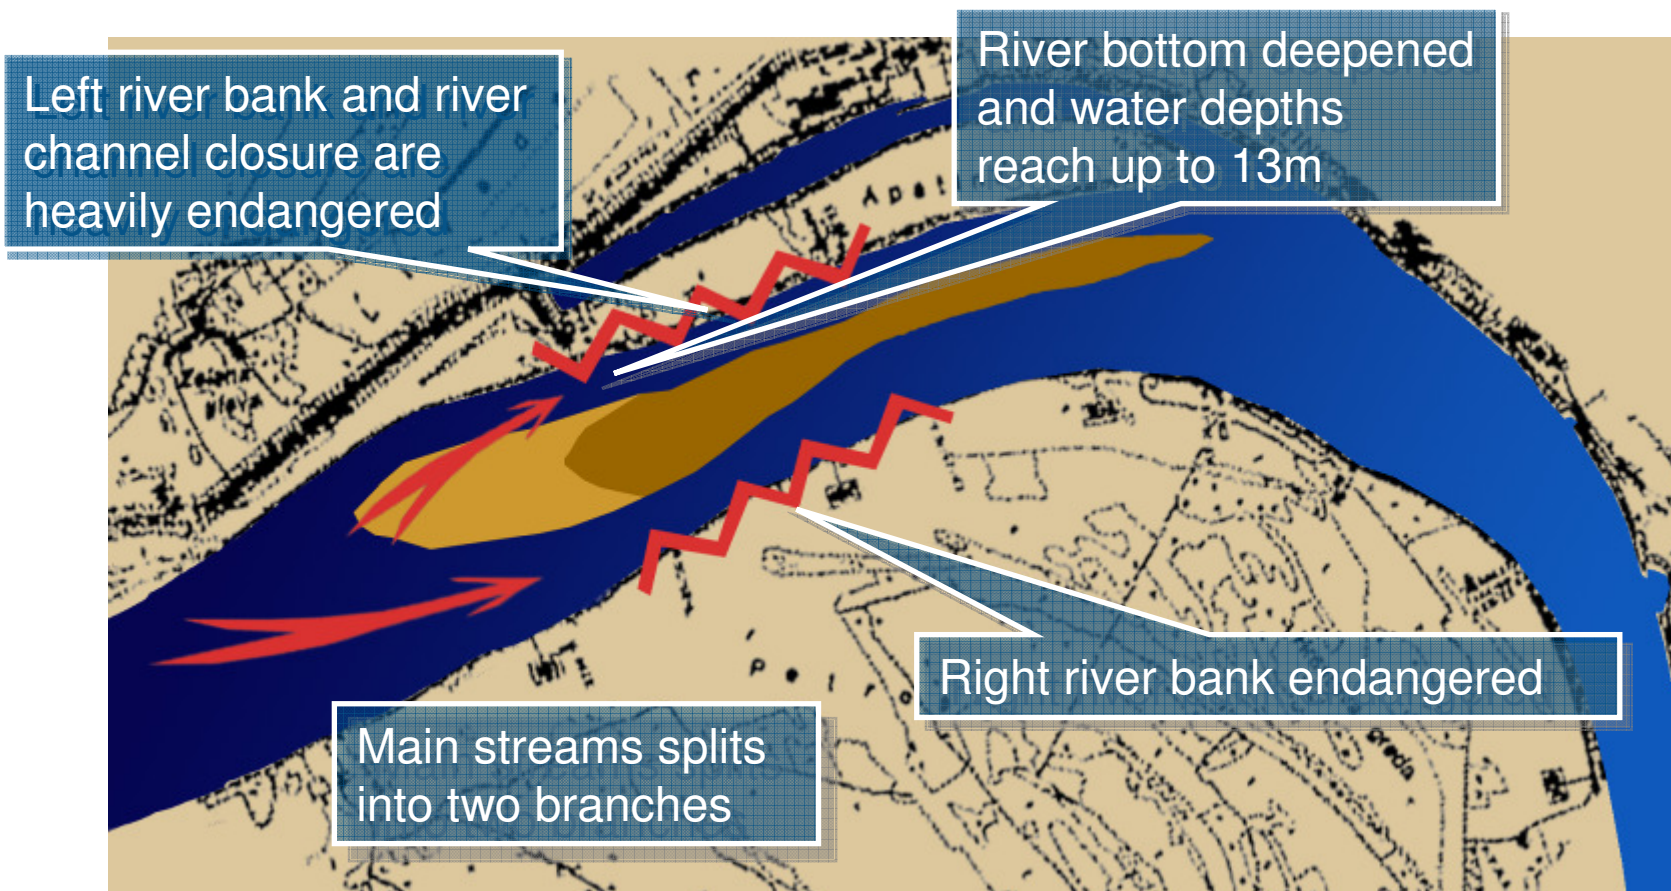 Left river bank and river
channel closure are
heavily endangered
River bottom deepened
and water depths
reach up to 13m
Right river bank endangered
Main streams splits
into two branches